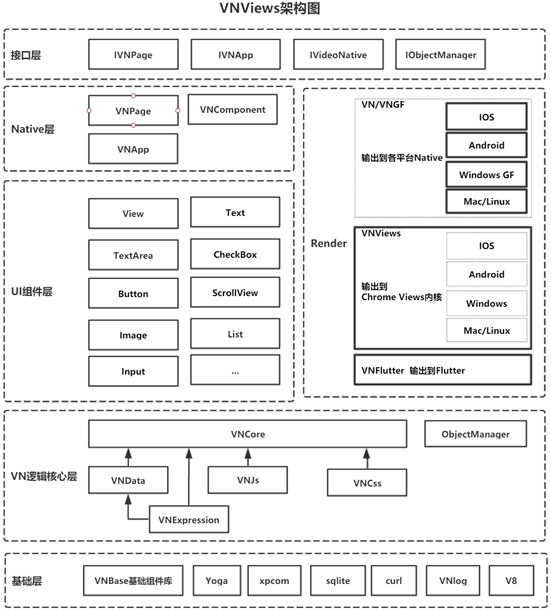 VNViews架构图
接口层
IVNPage
IVNApp
IVideoNative
IObjectManager
Native层
VNPage
VNComponent
VNApp
UI组件层
View
Text
TextArea
CheckBox
Button
ScrollView
Image
List
Input
...
Render
VN/VNGF
输出到各平台Native
IOS
Android
Windows GF
Mac/Linux
VNViews
输出到
Chrome Views内核
IOS
Android
Windows
Mac/Linux
VNFlutter 输出到Flutter
VN逻辑核心层
VNCore
ObjectManager
VNData
VNJs
VNCss
VNExpression
基础层
VNBase基础组件库
Yoga
xpcom
sqlite
curl
VNlog
V8